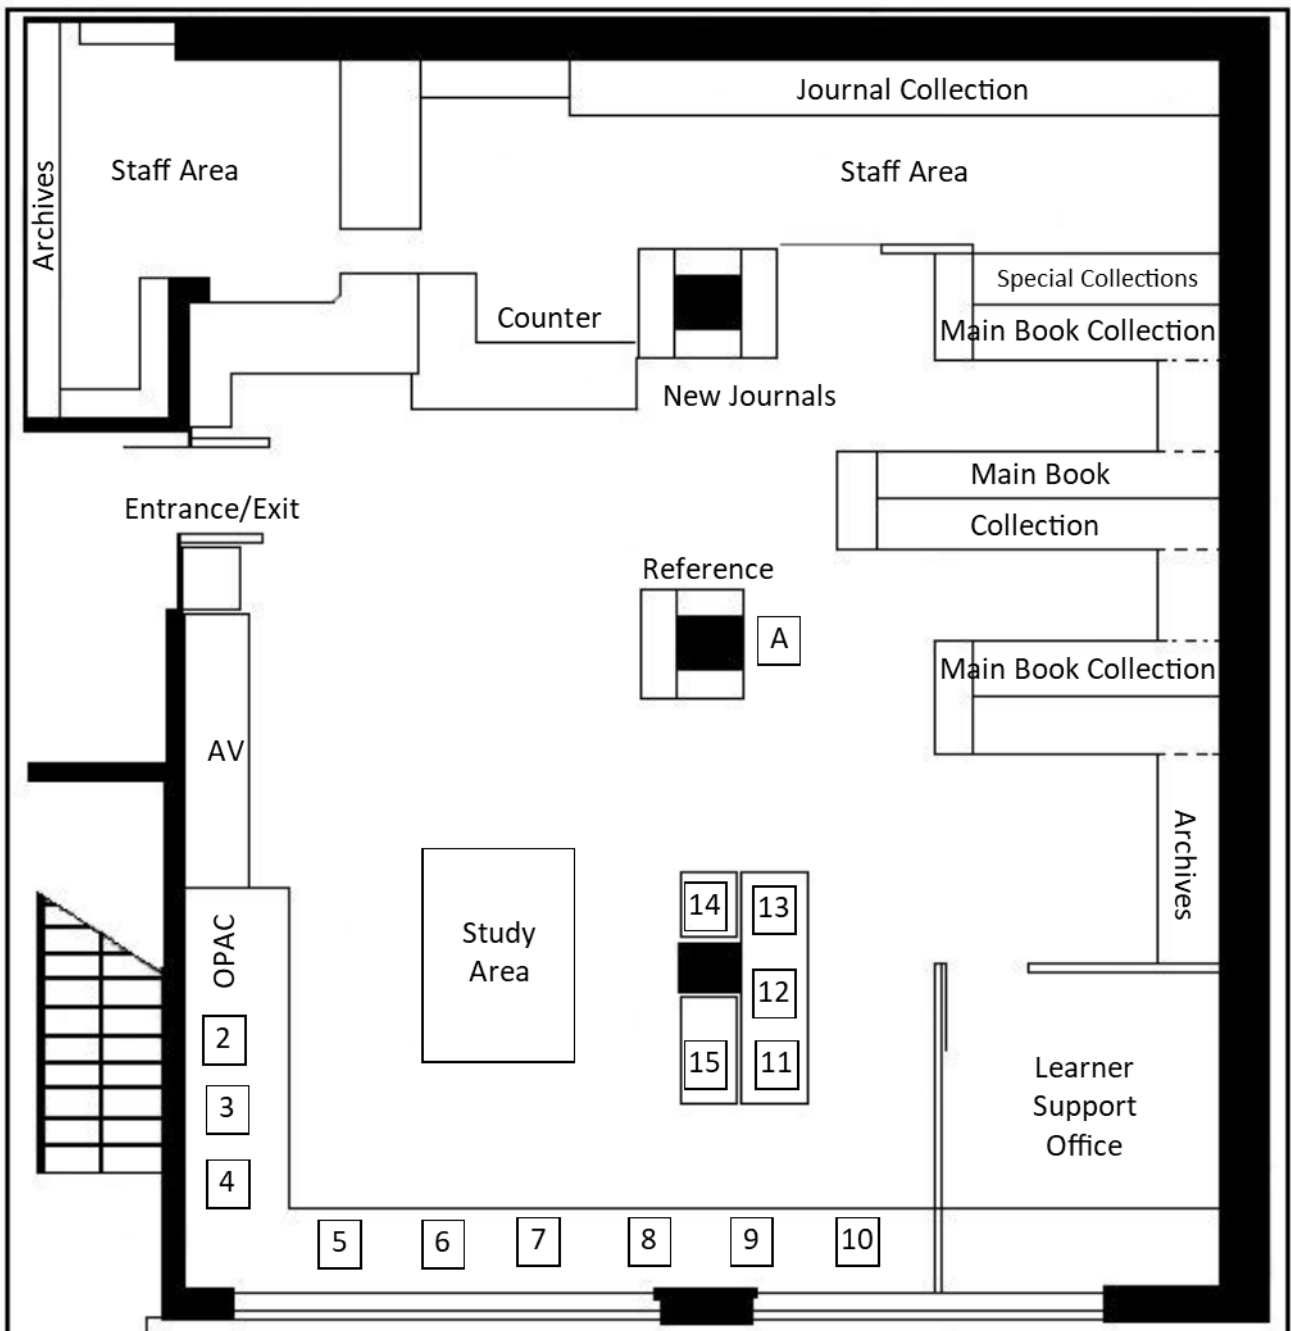 Journal Collection
Archives
Staff Area
Staff Area
Special Collections
Counter
Main Book Collection
New Journals
Main Book
Entrance/Exit
Collection
Reference
A
Main Book Collection
AV
Archives
14
13
Study
Area
OPAC
12
2
15
11
Learner
Support
Office
3
4
5
6
7
8
9
10